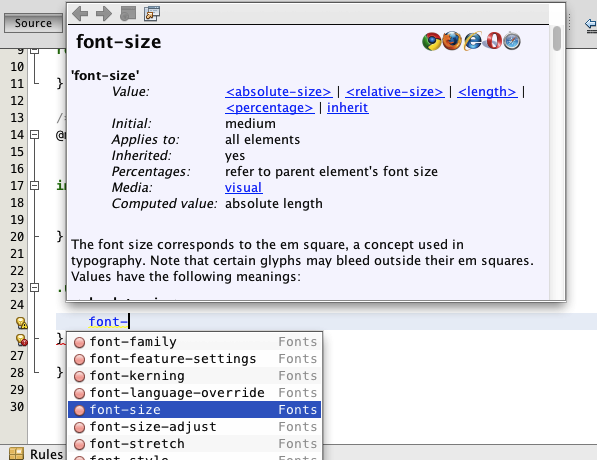 Source
font-size
'font-size'
Value: <absolute-size> | <relative-size> | <length> |
<percentage> | inherit
Initial: medium
Applies to: all elements
Inherited: yes
Percentages: refer to parent element's font size
Media: visual
Computed value: absolute length
The font size corresponds to the em square, a concept used in
typography. Note that certain glyphs may bleed outside their em squares.
Values have the following meanings:
9
10
11 }
12
13 /*
14 @m
15
16
17 in
18
19
20 }
21
22
23 .
24
font-
}
27
28 }
29
30
font-family Fonts
font-feature-settings Fonts
font-kerning Fonts
font-language-override Fonts
font-size Fonts
font-size-adjust Fonts
font-stretch Fonts
font-style Fonts
Rules